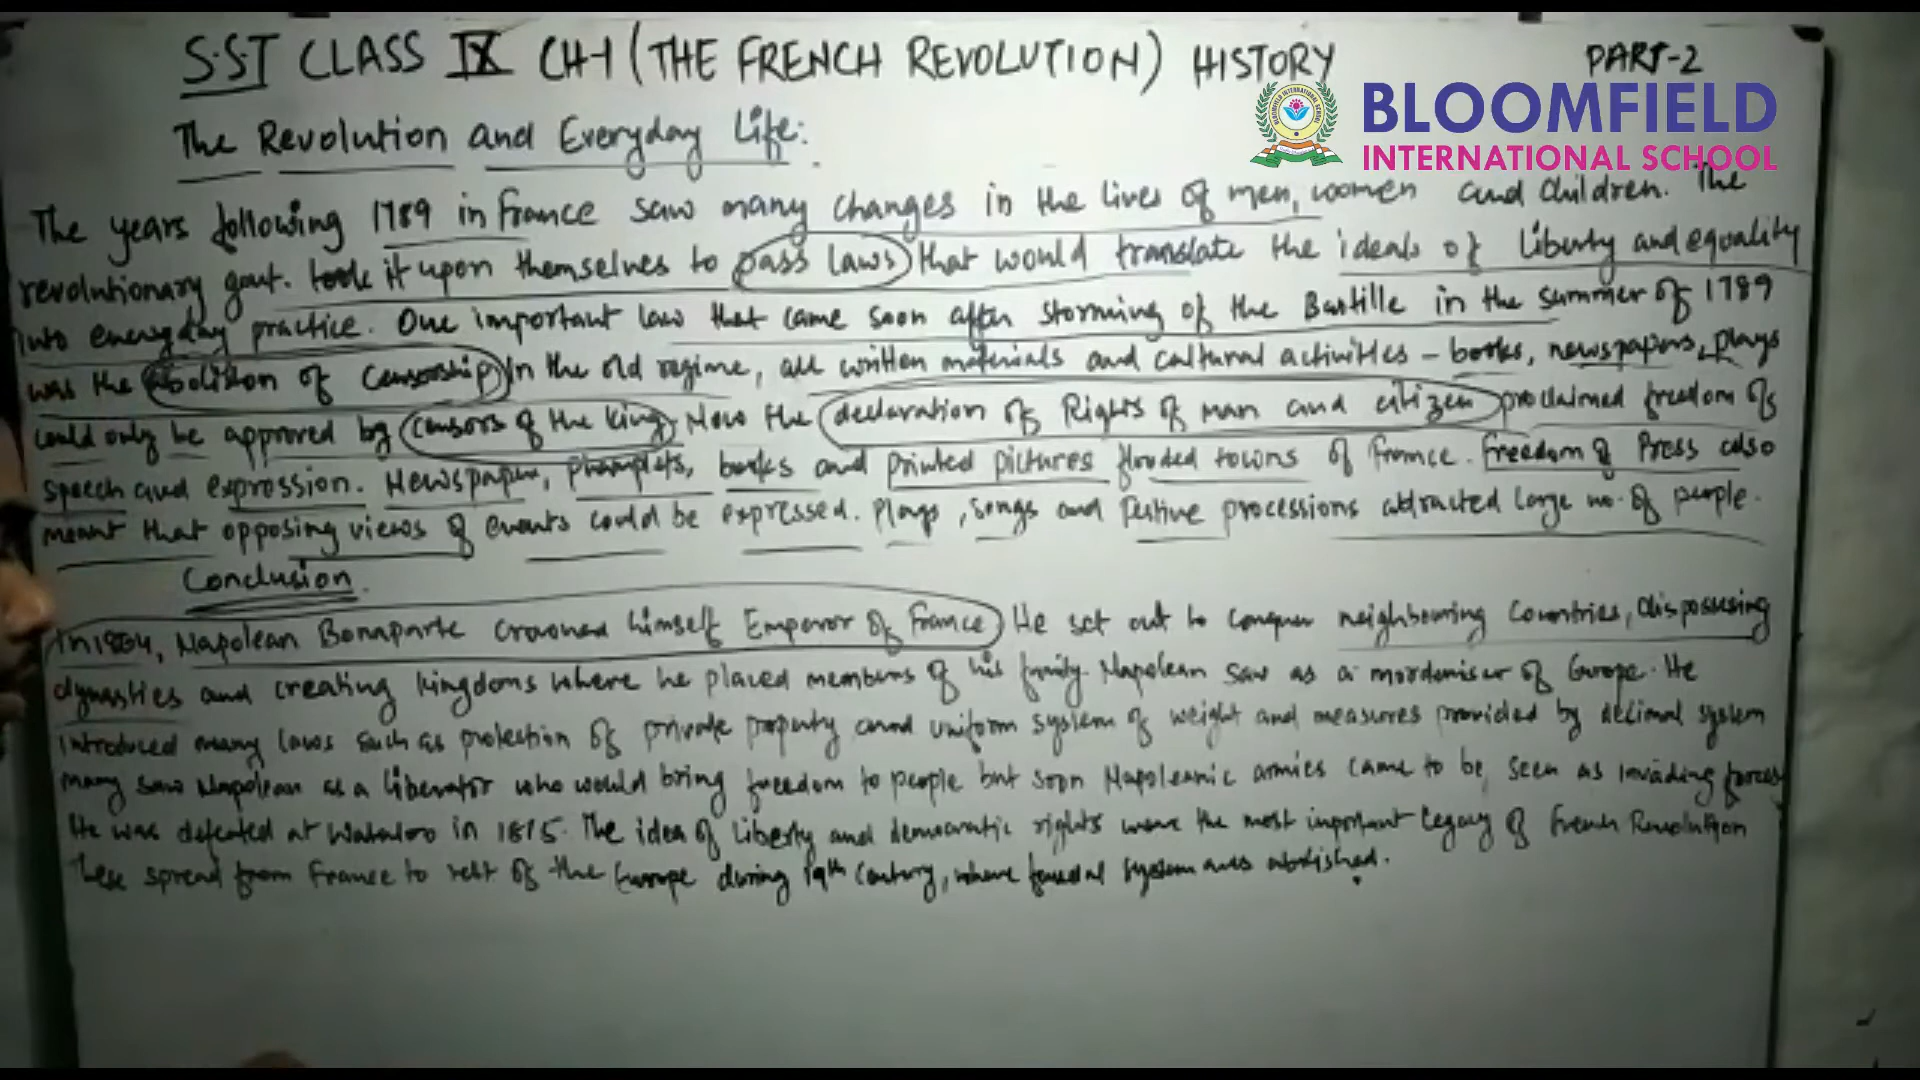 S.ST CLASS IX CH-1 (THE FRENCH REVOLUTION) HISTORY PART-2
BLOOMFIELD
INTERNATIONAL SCHOOL
The Revolution and Everyday Life:
The years following 1789 in France saw many changes in the lives of men, women and children. The
revolutionary govt. took it upon themselves to pass laws that would translate the ideals of liberty and equality
into everyday practice. One important law that came soon after storming of the Bastille in the summer of 1789
was the abolition of censorship In the old regime, all written materials and cultural activities - books, newspapers, plays
could only be approved by censors of the king. Now the declaration of Rights of man and citizen proclaimed freedom of
speech and expression. Newspaper, phamplets, books and printed pictures flooded towns of France. Freedom of Press also
meant that opposing views of events could be expressed. Plays, songs and festive processions attracted large no. of people.
Conclusion.
In 1804, Napolean Bonaparte crowned himself Emperor of France He set out to conquer neighbouring Countries, dispossesing
dynasties and creating kingdoms where he placed members of his family. Napolean saw as a morderniser of Europe. He
introduced many laws such as protection of private property and uniform system of weight and measures provided by decimal system
many saw Napolean as a liberator who would bring freedom to people but soon Napoleanic armies came to be seen as invading forces
He was defeated at Waterloo in 1815. The idea of liberty and democratic rights were the most important legacy of French Revolution
These spread from France to rest of the Europe during 19th Century, where feudal system was abolished.